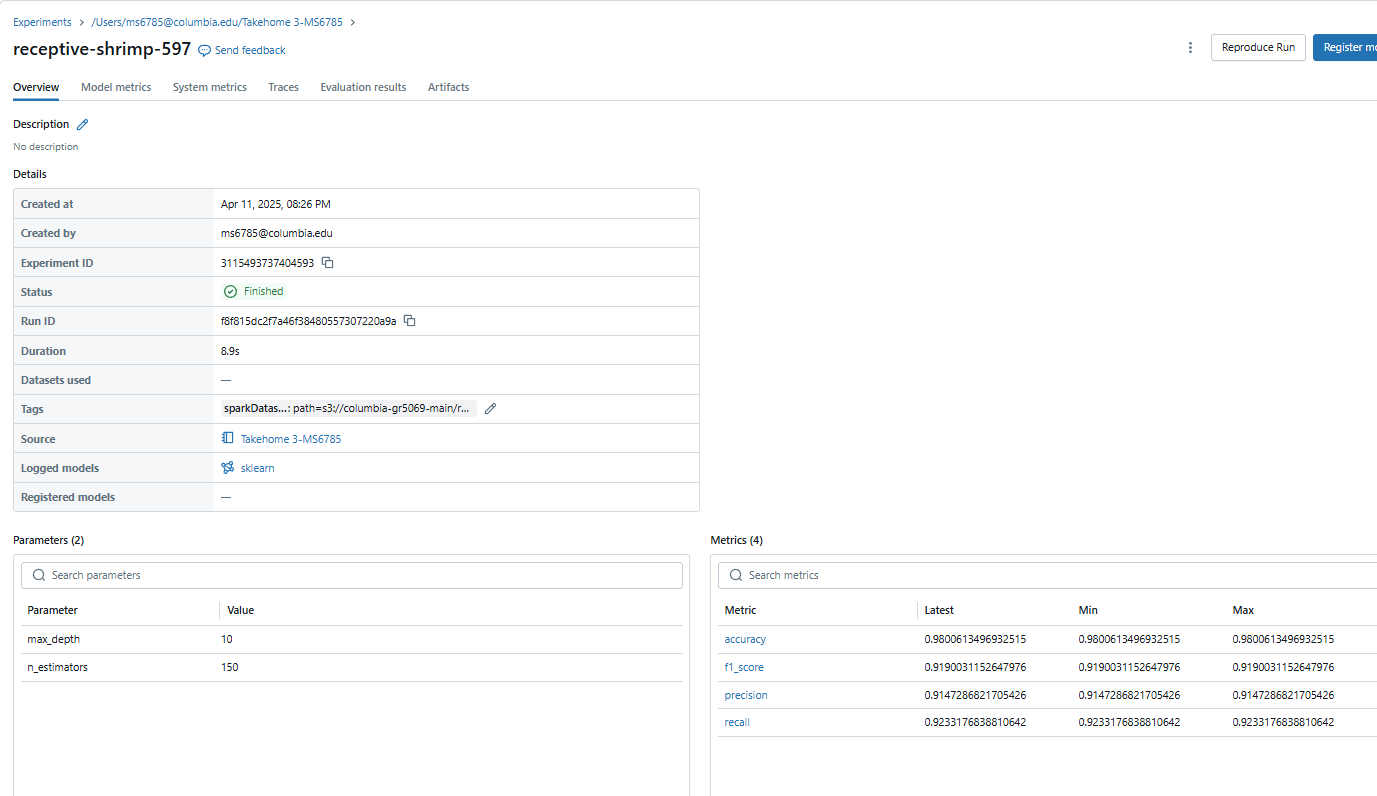 Experiments > /Users/ms6785@columbia.edu/Takehome 3-MS6785 >
receptive-shrimp-597 Send feedback
Reproduce Run
Register mo
Overview Model metrics System metrics Traces Evaluation results Artifacts
Description
No description
Details
Created at Apr 11, 2025, 08:26 PM
Created by ms6785@columbia.edu
Experiment ID 3115493737404593
Status Finished
Run ID f8f815dc2f7a46f38480557307220a9a
Duration 8.9s
Datasets used —
Tags sparkDatas...: path=s3://columbia-gr5069-main/r...
Source Takehome 3-MS6785
Logged models sklearn
Registered models —
Parameters (2)
Search parameters
Parameter Value
max_depth 10
n_estimators 150
Metrics (4)
Search metrics
Metric Latest Min Max
accuracy 0.9800613496932515 0.9800613496932515 0.9800613496932515
f1_score 0.9190031152647976 0.9190031152647976 0.9190031152647976
precision 0.9147286821705426 0.9147286821705426 0.9147286821705426
recall 0.9233176838810642 0.9233176838810642 0.9233176838810642